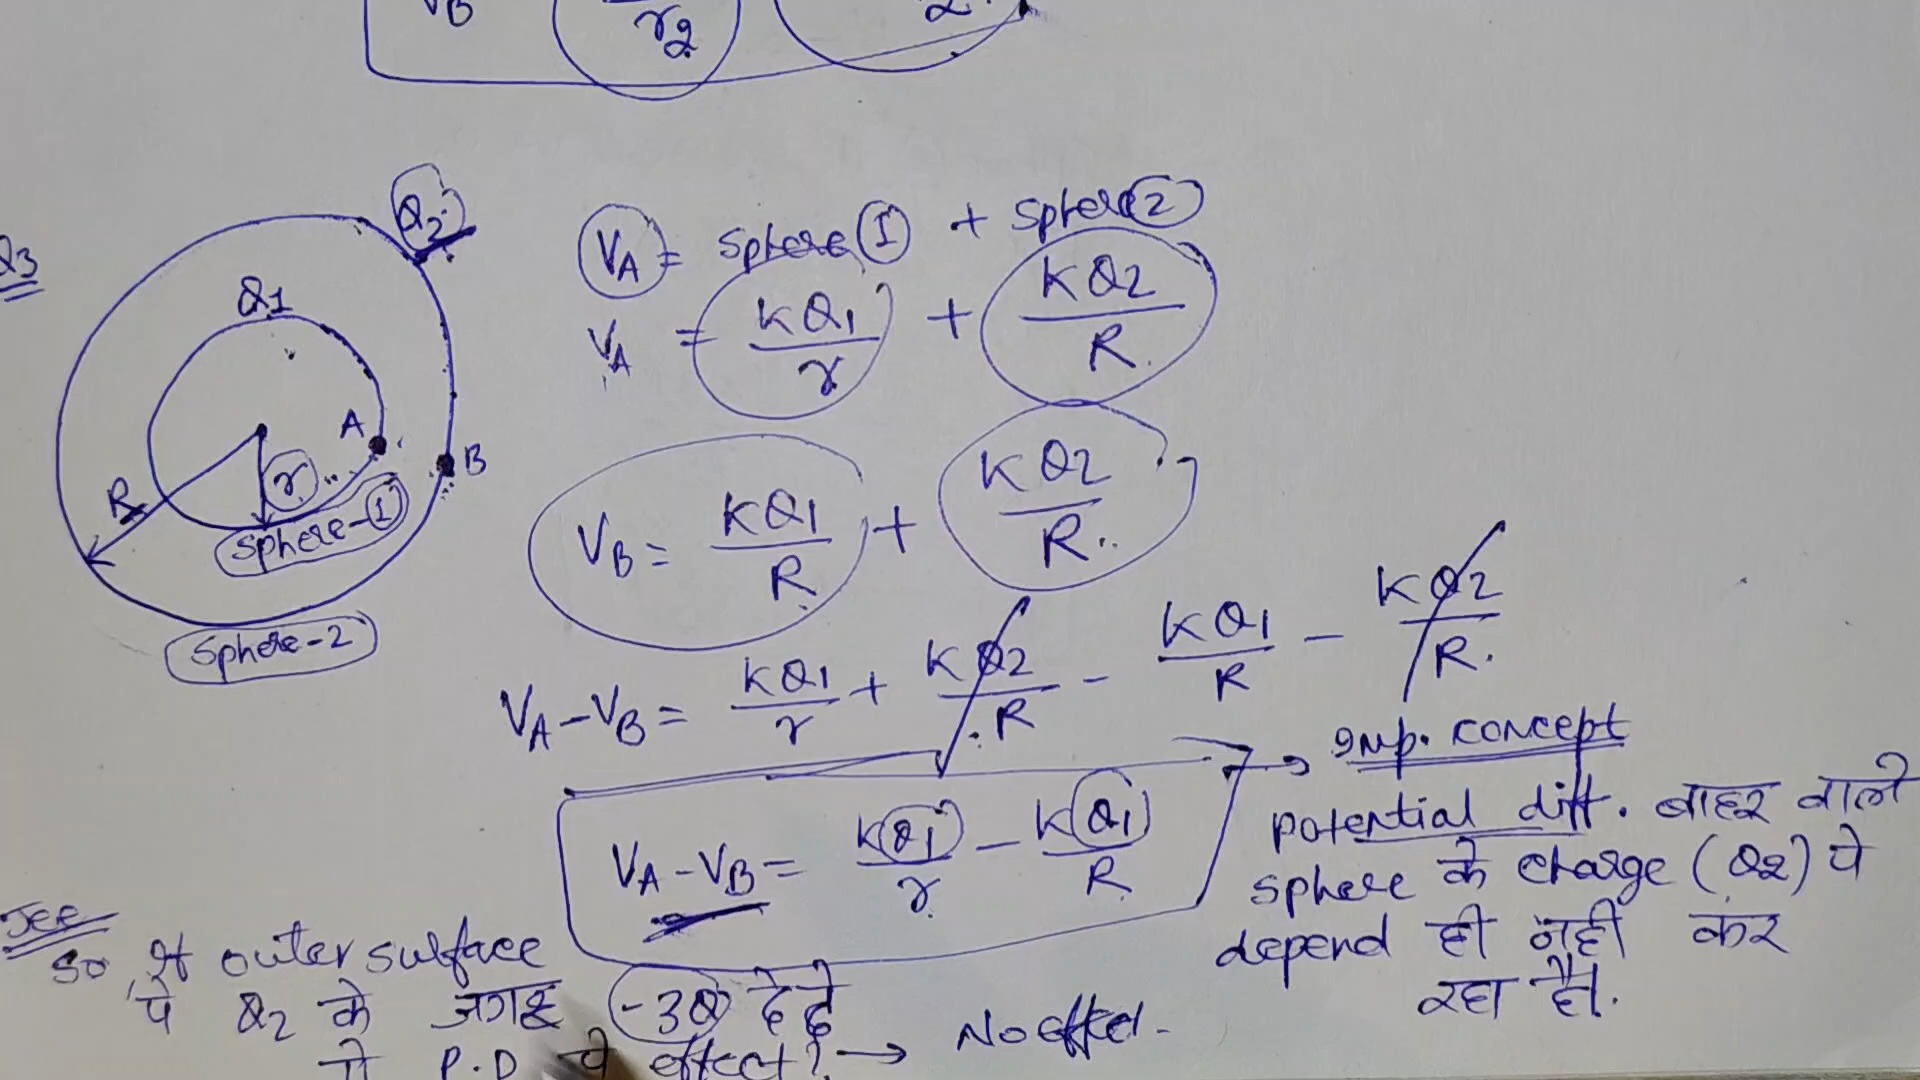 VB r2 2
Q3
Q2
Q1
A
B
r
R
Sphere-1
Sphere-2
VA = Sphere 1 + Sphere 2
VA = KQ1/r + KQ2/R
VB = KQ1/R + KQ2/R
VA - VB = KQ1/r + KQ2/R - KQ1/R - KQ2/R
VA - VB = KQ1/r - KQ1/R
→ Imp. concept
potential diff. बाहर वाले
sphere के charge (Q2) पे
depend ही नहीं कर
रहा है।
JEE
so, if outer surface
पे Q2 के जगह -3Q दे दे
तो P.D पे effect? → No effect.